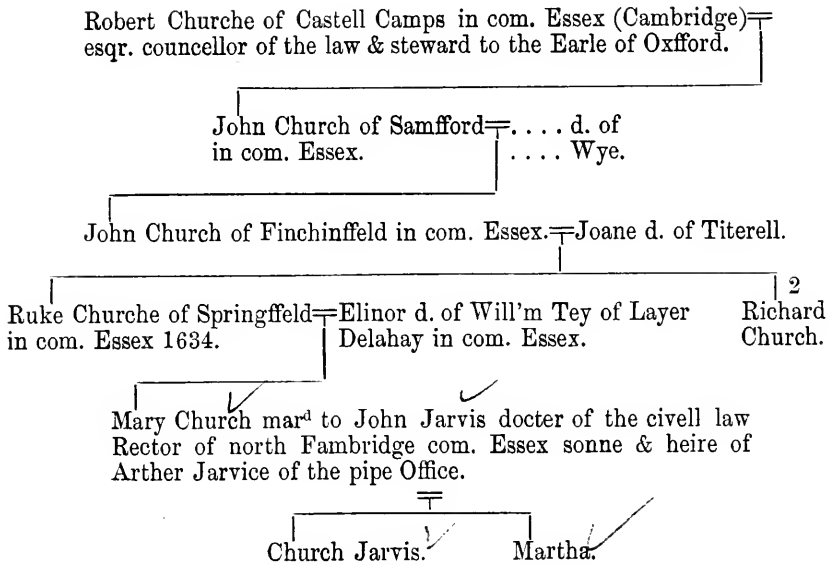 Robert Churche of Castell Camps in com. Essex (Cambridge)
esqr. councellor of the law & steward to the Earle of Oxfford.
John Church of Samfford
in com. Essex.
. . . . d. of
. . . . Wye.
John Church of Finchinffeld in com. Essex.
Joane d. of Titerell.
Ruke Churche of Springffeld
in com. Essex 1634.
Elinor d. of Will'm Tey of Layer
Delahay in com. Essex.
2
Richard
Church.
Mary Church marᵈ to John Jarvis docter of the civell law
Rector of north Fambridge com. Essex sonne & heire of
Arther Jarvice of the pipe Office.
Church Jarvis.
Martha.